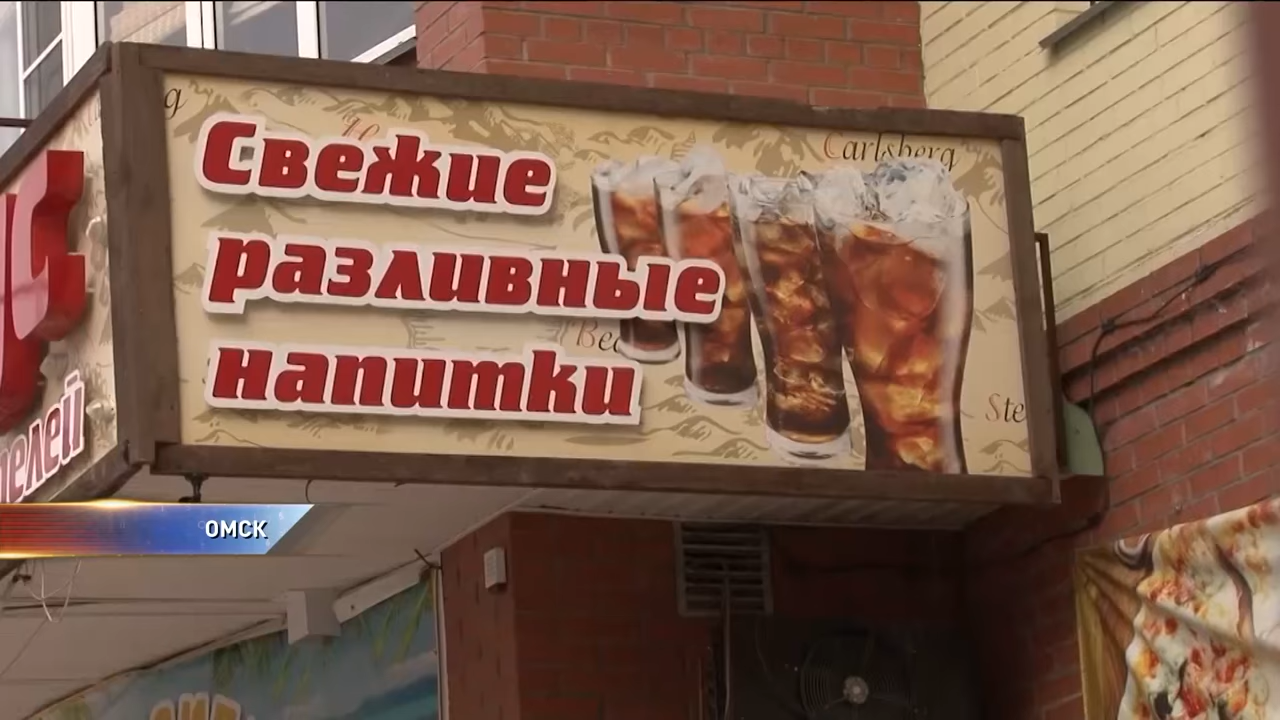 Carlsberg
Свежие
разливные
напитки
ОМСК